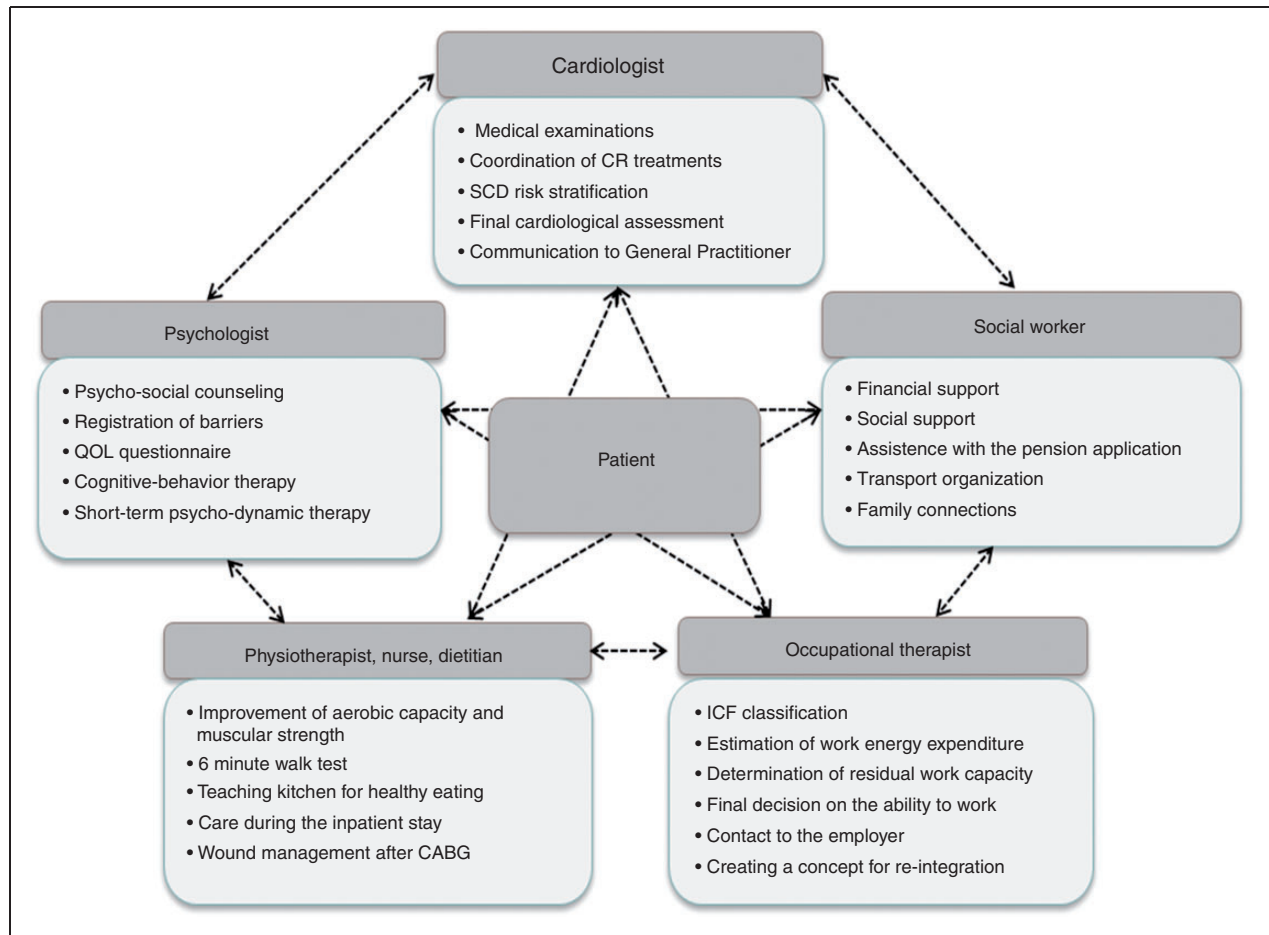 Cardiologist
• Medical examinations
• Coordination of CR treatments
• SCD risk stratification
• Final cardiological assessment
• Communication to General Practitioner
Psychologist
• Psycho-social counseling
• Registration of barriers
• QOL questionnaire
• Cognitive-behavior therapy
• Short-term psycho-dynamic therapy
Patient
Social worker
• Financial support
• Social support
• Assistence with the pension application
• Transport organization
• Family connections
Physiotherapist, nurse, dietitian
• Improvement of aerobic capacity and
muscular strength
• 6 minute walk test
• Teaching kitchen for healthy eating
• Care during the inpatient stay
• Wound management after CABG
Occupational therapist
• ICF classification
• Estimation of work energy expenditure
• Determination of residual work capacity
• Final decision on the ability to work
• Contact to the employer
• Creating a concept for re-integration